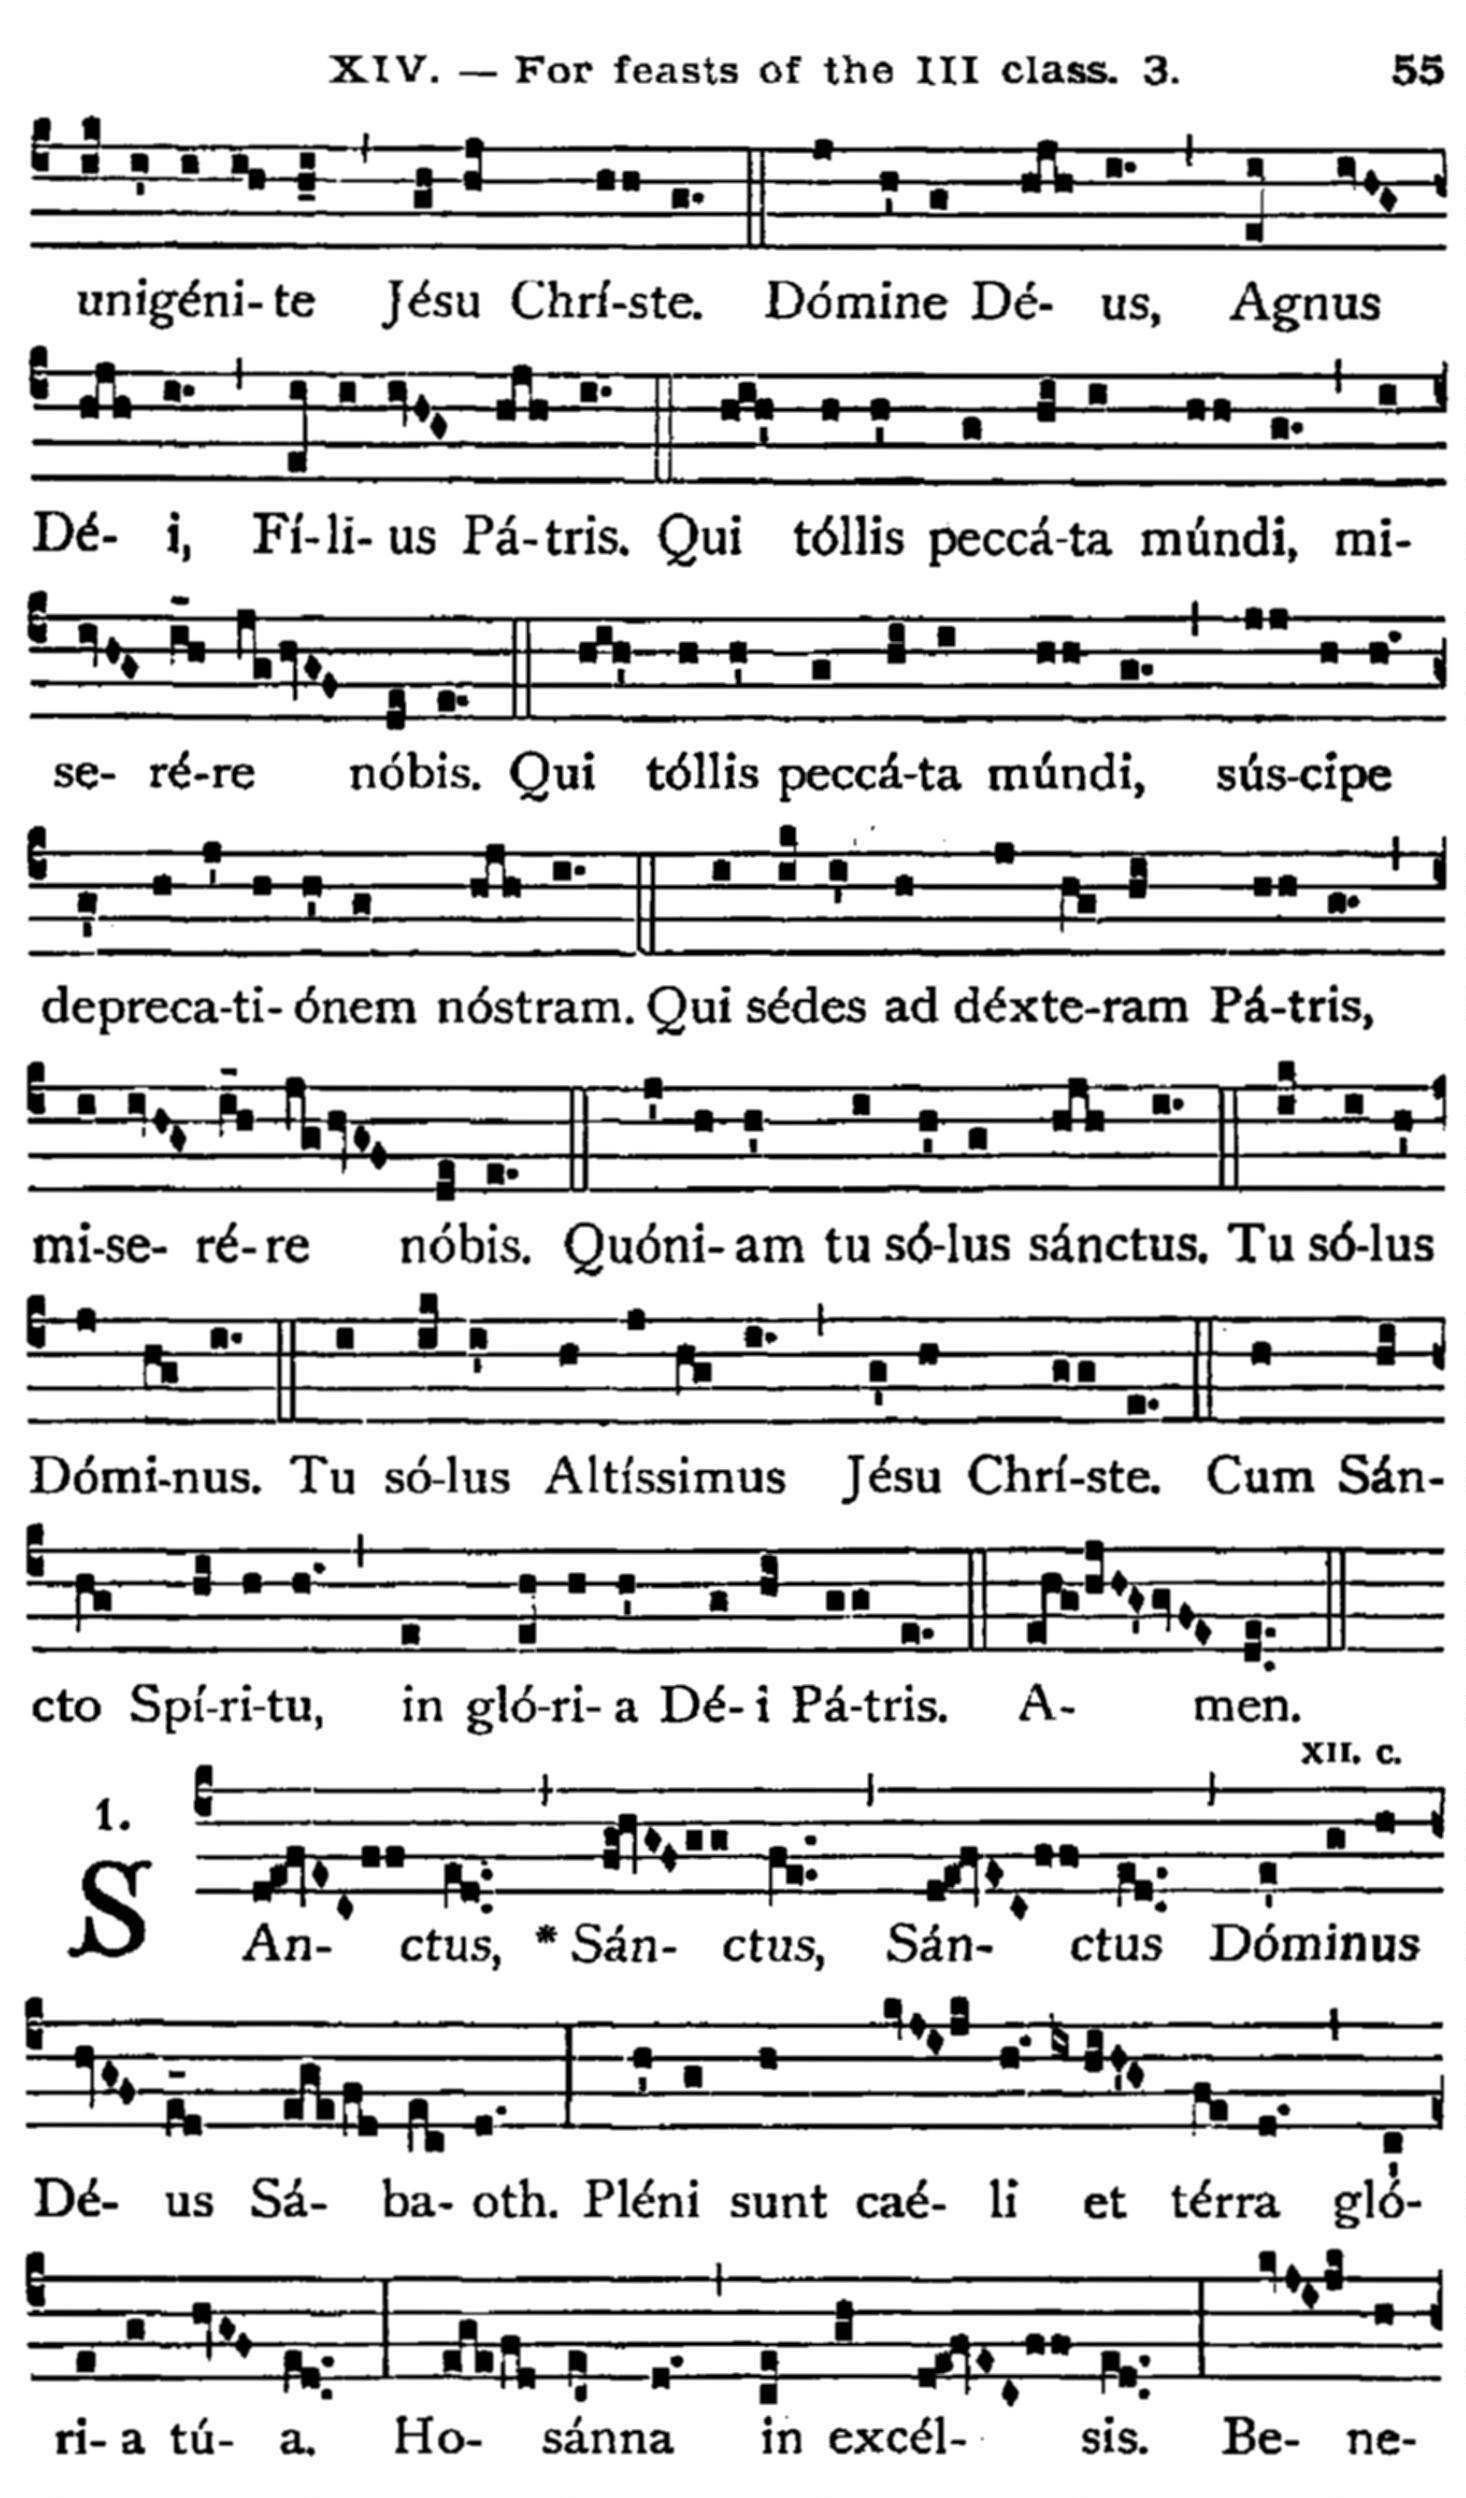 XIV. — For feasts of the III class. 3. 55
unigéni-te Jésu Chrí-ste. Dómine Dé- us, Agnus
Dé- i, Fí-li- us Pá-tris. Qui tóllis peccá-ta múndi, mi-
se- ré-re nóbis. Qui tóllis peccá-ta múndi, sús-cipe
depreca-ti- ónem nóstram. Qui sédes ad déxte-ram Pá-tris,
mi-se- ré- re nóbis. Quóni- am tu só-lus sánctus. Tu só-lus
Dómi-nus. Tu só-lus Altíssimus Jésu Chrí-ste. Cum Sán-
cto Spí-ri-tu, in gló-ri- a Dé- i Pá-tris. A- men.
XII. c.
1.
SAn- ctus, * Sán- ctus, Sán- ctus Dóminus
Dé- us Sá- ba- oth. Pléni sunt caé- li et térra gló-
ri- a tú- a. Ho- sánna in excél- sis. Be- ne-